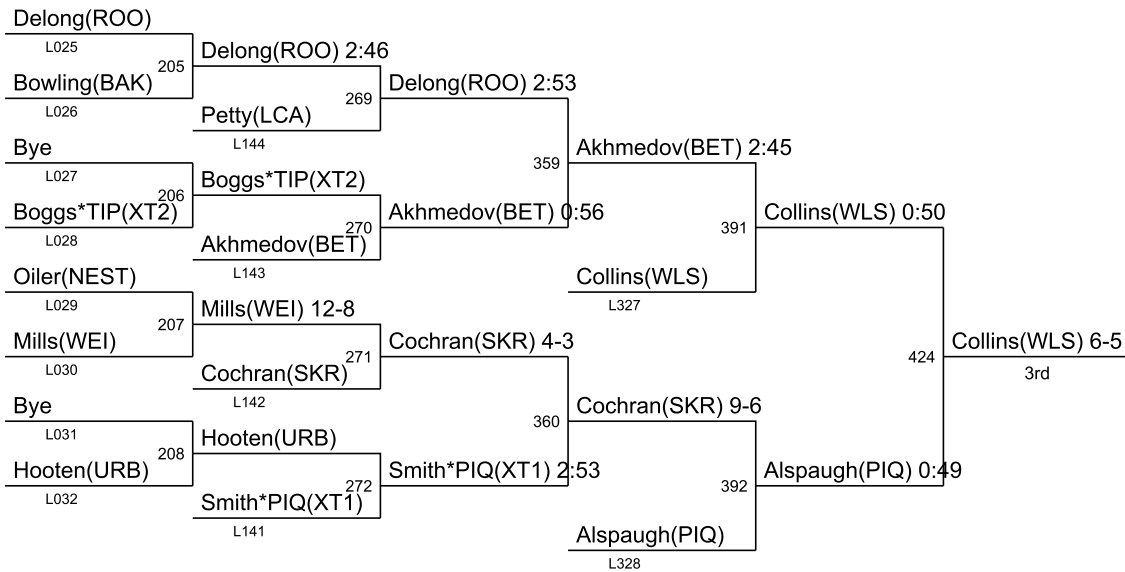 Delong(ROO)
L025
205
Delong(ROO) 2:46
Bowling(BAK)
L026
269
Delong(ROO) 2:53
Petty(LCA)
L144
Bye
L027
359
Akhmedov(BET) 2:45
206
Boggs*TIP(XT2)
Boggs*TIP(XT2)
L028
270
Akhmedov(BET) 0:56
Akhmedov(BET)
L143
391
Collins(WLS) 0:50
Oiler(NEST)
L029
Collins(WLS)
L327
207
Mills(WEI) 12-8
Mills(WEI)
L030
271
Cochran(SKR) 4-3
Cochran(SKR)
L142
424
Collins(WLS) 6-5
3rd
Bye
L031
360
Cochran(SKR) 9-6
208
Hooten(URB)
Hooten(URB)
L032
272
Smith*PIQ(XT1) 2:53
Smith*PIQ(XT1)
L141
392
Alspaugh(PIQ) 0:49
Alspaugh(PIQ)
L328